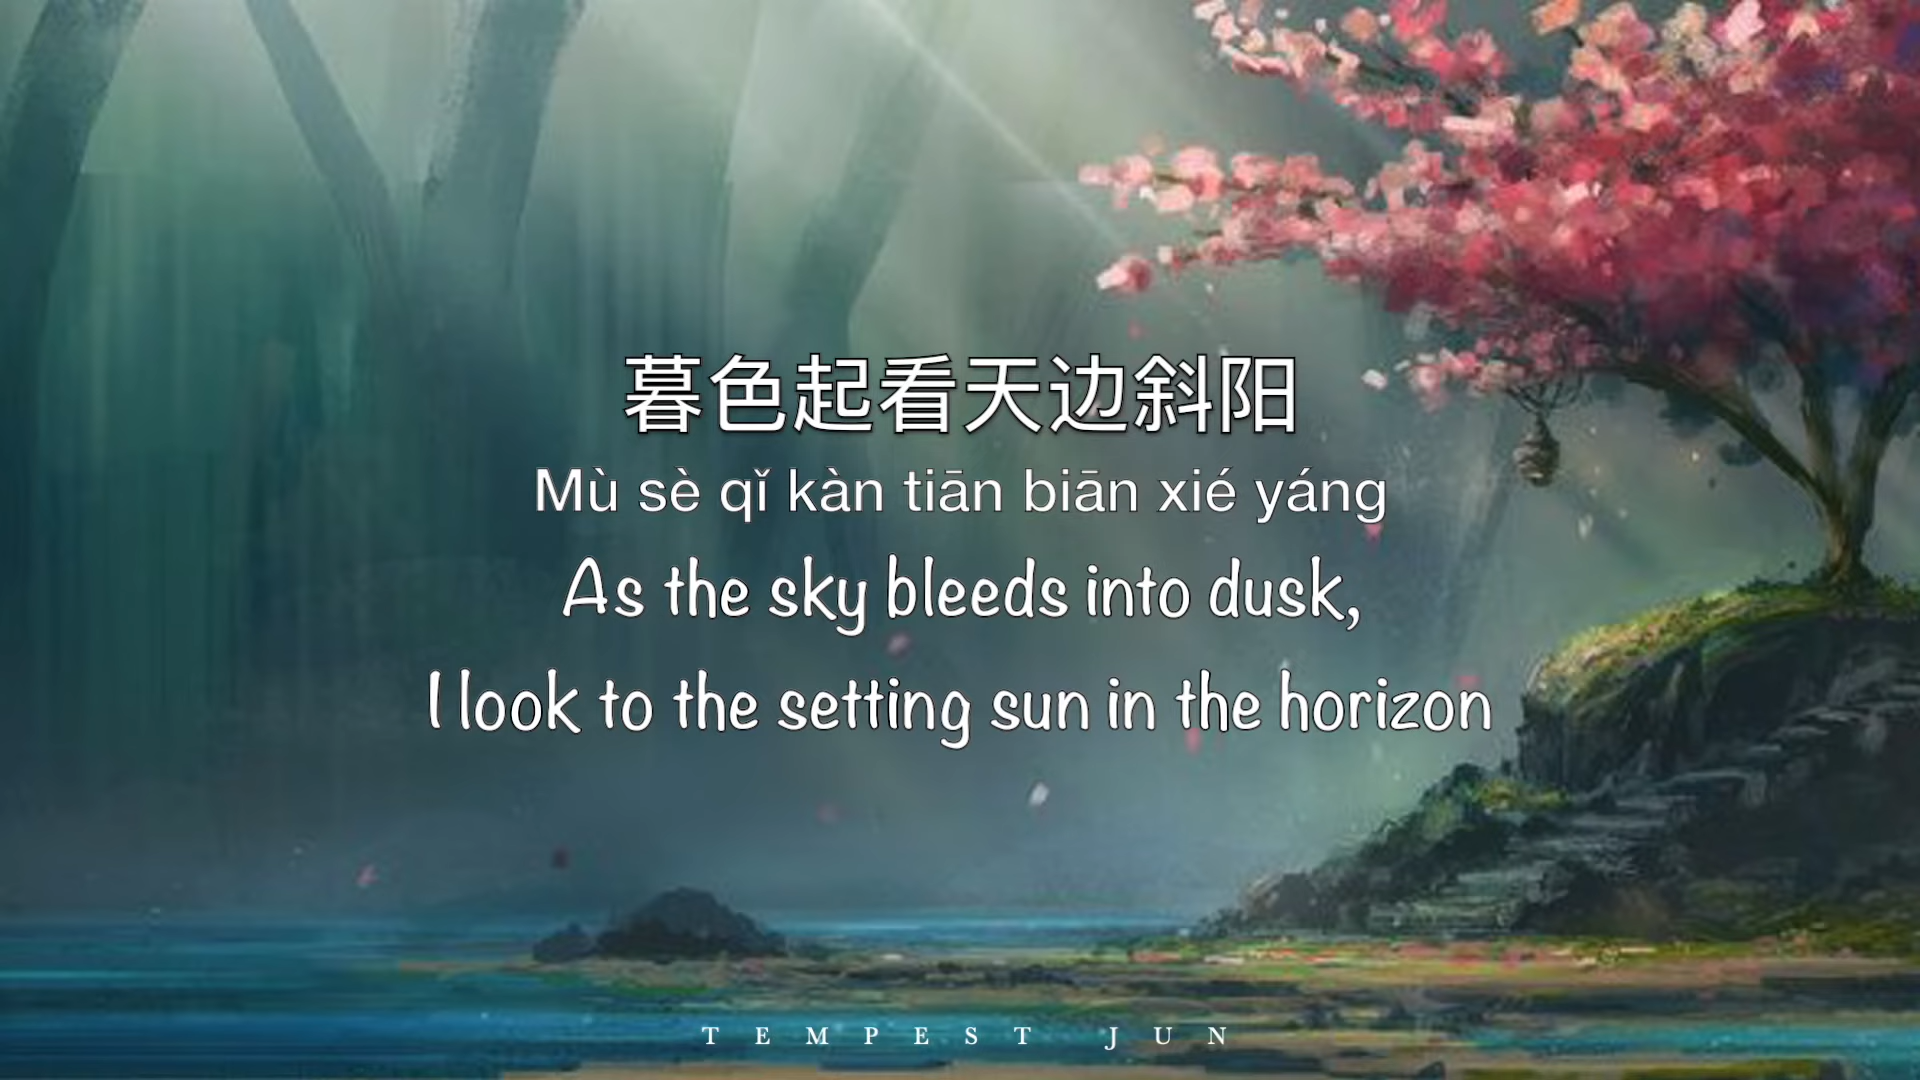 暮色起看天边斜阳
Mù sè qǐ kàn tiān biān xié yáng
As the sky bleeds into dusk,
I look to the setting sun in the horizon
TEMPEST JUN